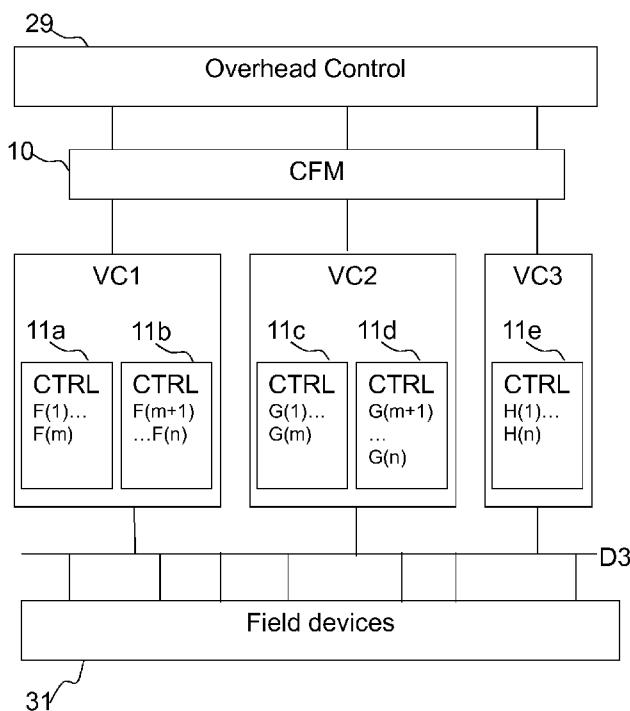 29
Overhead Control
10
CFM
VC1
VC2
VC3
11a
11b
11c
11d
11e
CTRL
F(1)...
F(m)
CTRL
F(m+1)
...F(n)
CTRL
G(1)...
G(m)
CTRL
G(m+1)
...
G(n)
CTRL
H(1)...
H(n)
D3
Field devices
31